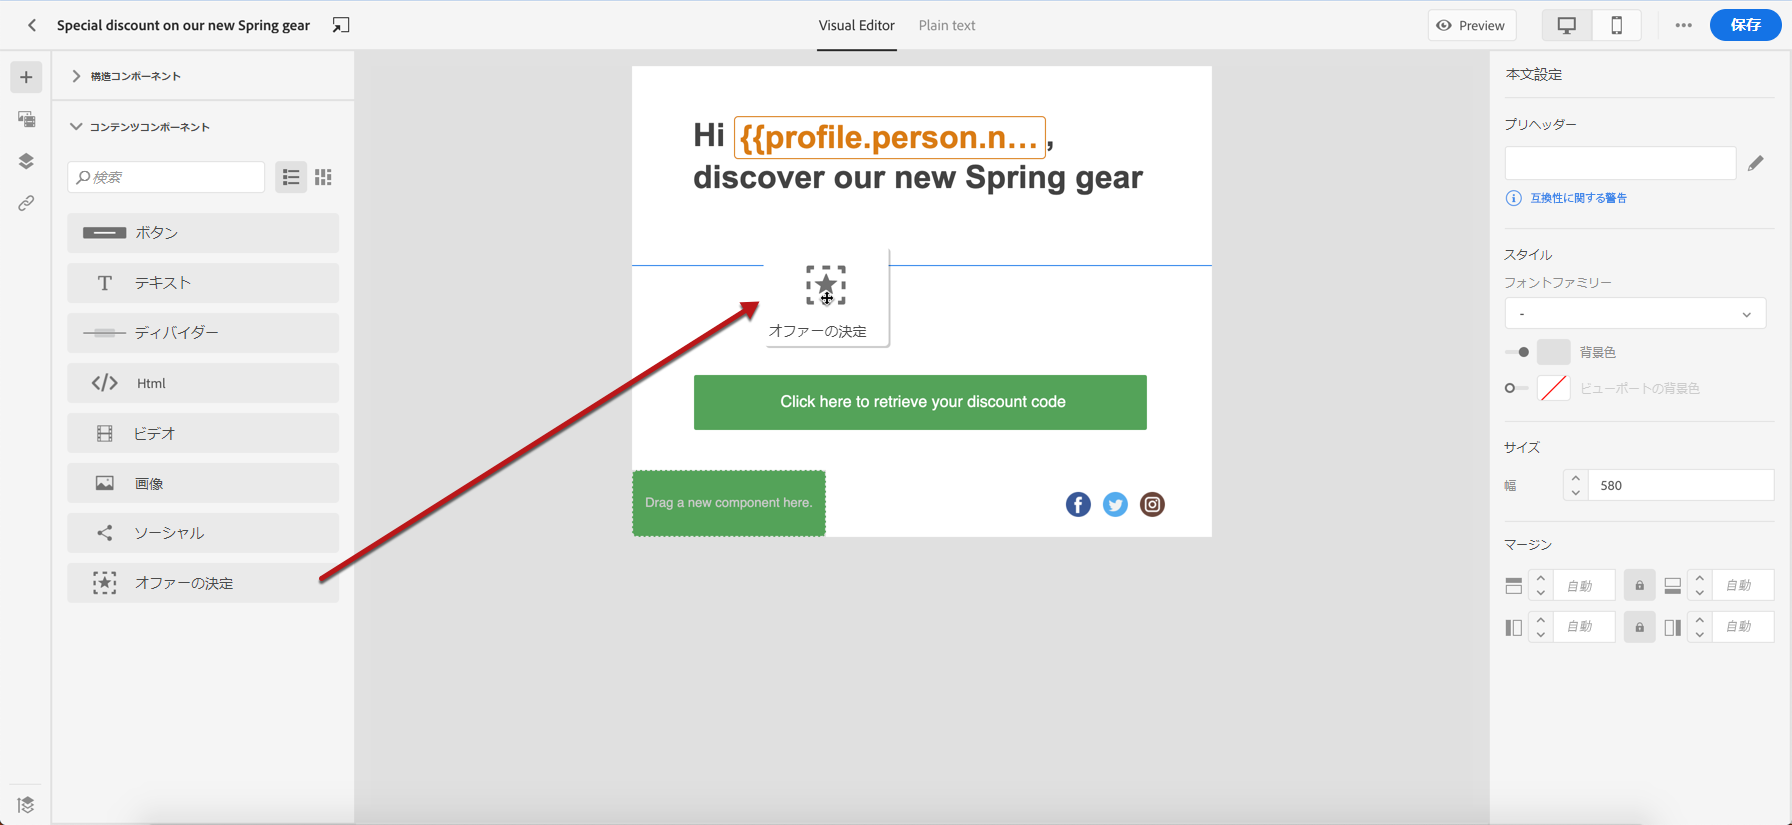 Special discount on our new Spring gear
Visual Editor
Plain text
Preview
保存
構造コンポーネント
コンテンツコンポーネント
検索
ボタン
テキスト
ディバイダー
Html
ビデオ
画像
ソーシャル
オファーの決定
Hi {{profile.person.n... ,
discover our new Spring gear
オファーの決定
Click here to retrieve your discount code
Drag a new component here.
本文設定
プリヘッダー
互換性に関する警告
スタイル
フォントファミリー
-
背景色
ビューポートの背景色
サイズ
幅
580
マージン
自動
自動
自動
自動